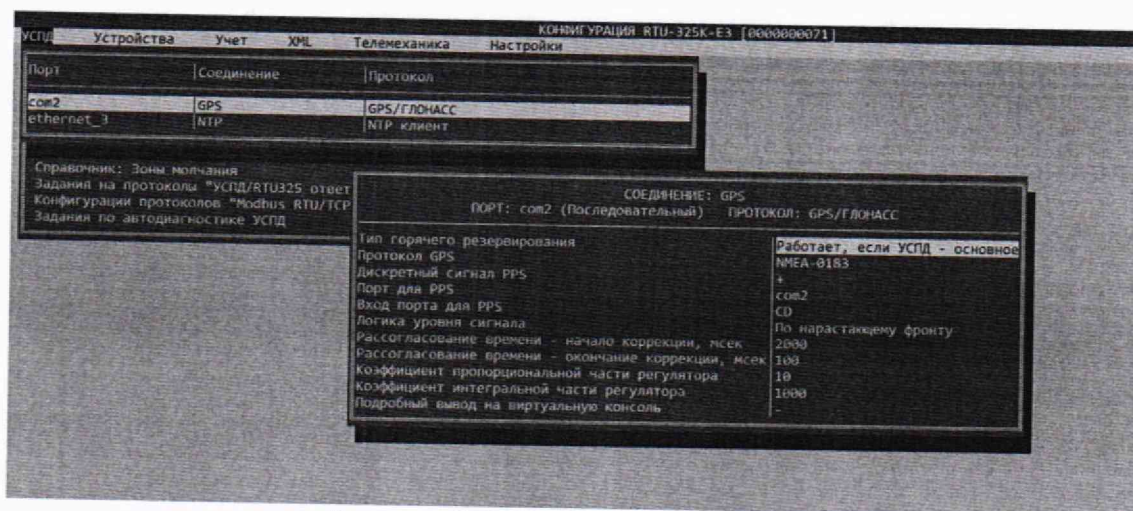 КОНФИГУРАЦИЯ RTU-325K-E3 [0000000071]
УСПД Устройства Учет XML Телемеханика Настройки
Порт Соединение Протокол
com2 GPS GPS/ГЛОНАСС
ethernet_3 NTP NTP клиент
Справочник: Зоны молчания
Задания на протоколы "УСПД/RTU325 ответ
Конфигурации протоколов "Modbus RTU/TCP
Задания по автодиагностике УСПД
СОЕДИНЕНИЕ: GPS
ПОРТ: com2 (Последовательный) ПРОТОКОЛ: GPS/ГЛОНАСС
Тип горячего резервирования Работает, если УСПД - основное
Протокол GPS NMEA-0183
Дискретный сигнал PPS +
Порт для PPS com2
Вход порта для PPS CD
Логика уровня сигнала По нарастающему фронту
Рассогласование времени - начало коррекции, мсек 2000
Рассогласование времени - окончание коррекции, мсек 100
Коэффициент пропорциональной части регулятора 10
Коэффициент интегральной части регулятора 1000
Подробный вывод на виртуальную консоль -